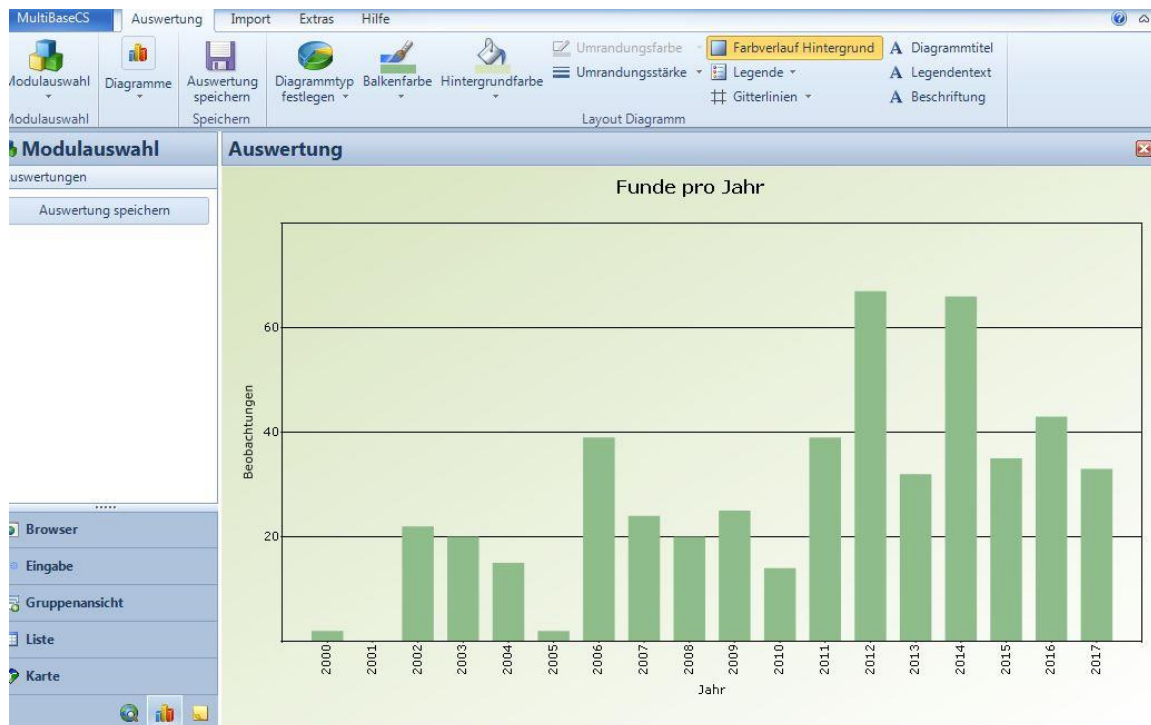 MultiBaseCS Auswertung Import Extras Hilfe
Modulauswahl
Diagramme
Auswertung speichern
Diagrammtyp festlegen
Balkenfarbe
Hintergrundfarbe
Umrandungsfarbe
Umrandungsstärke
Farbverlauf Hintergrund
Legende
Gitterlinien
A Diagrammtitel
A Legendentext
A Beschriftung
Modulauswahl
Speichern
Layout Diagramm
Modulauswahl
Auswertungen
Auswertung speichern
Browser
Eingabe
Gruppenansicht
Liste
Karte
Auswertung
Funde pro Jahr
Beobachtungen
60
40
20
2000 2001 2002 2003 2004 2005 2006 2007 2008 2009 2010 2011 2012 2013 2014 2015 2016 2017
Jahr